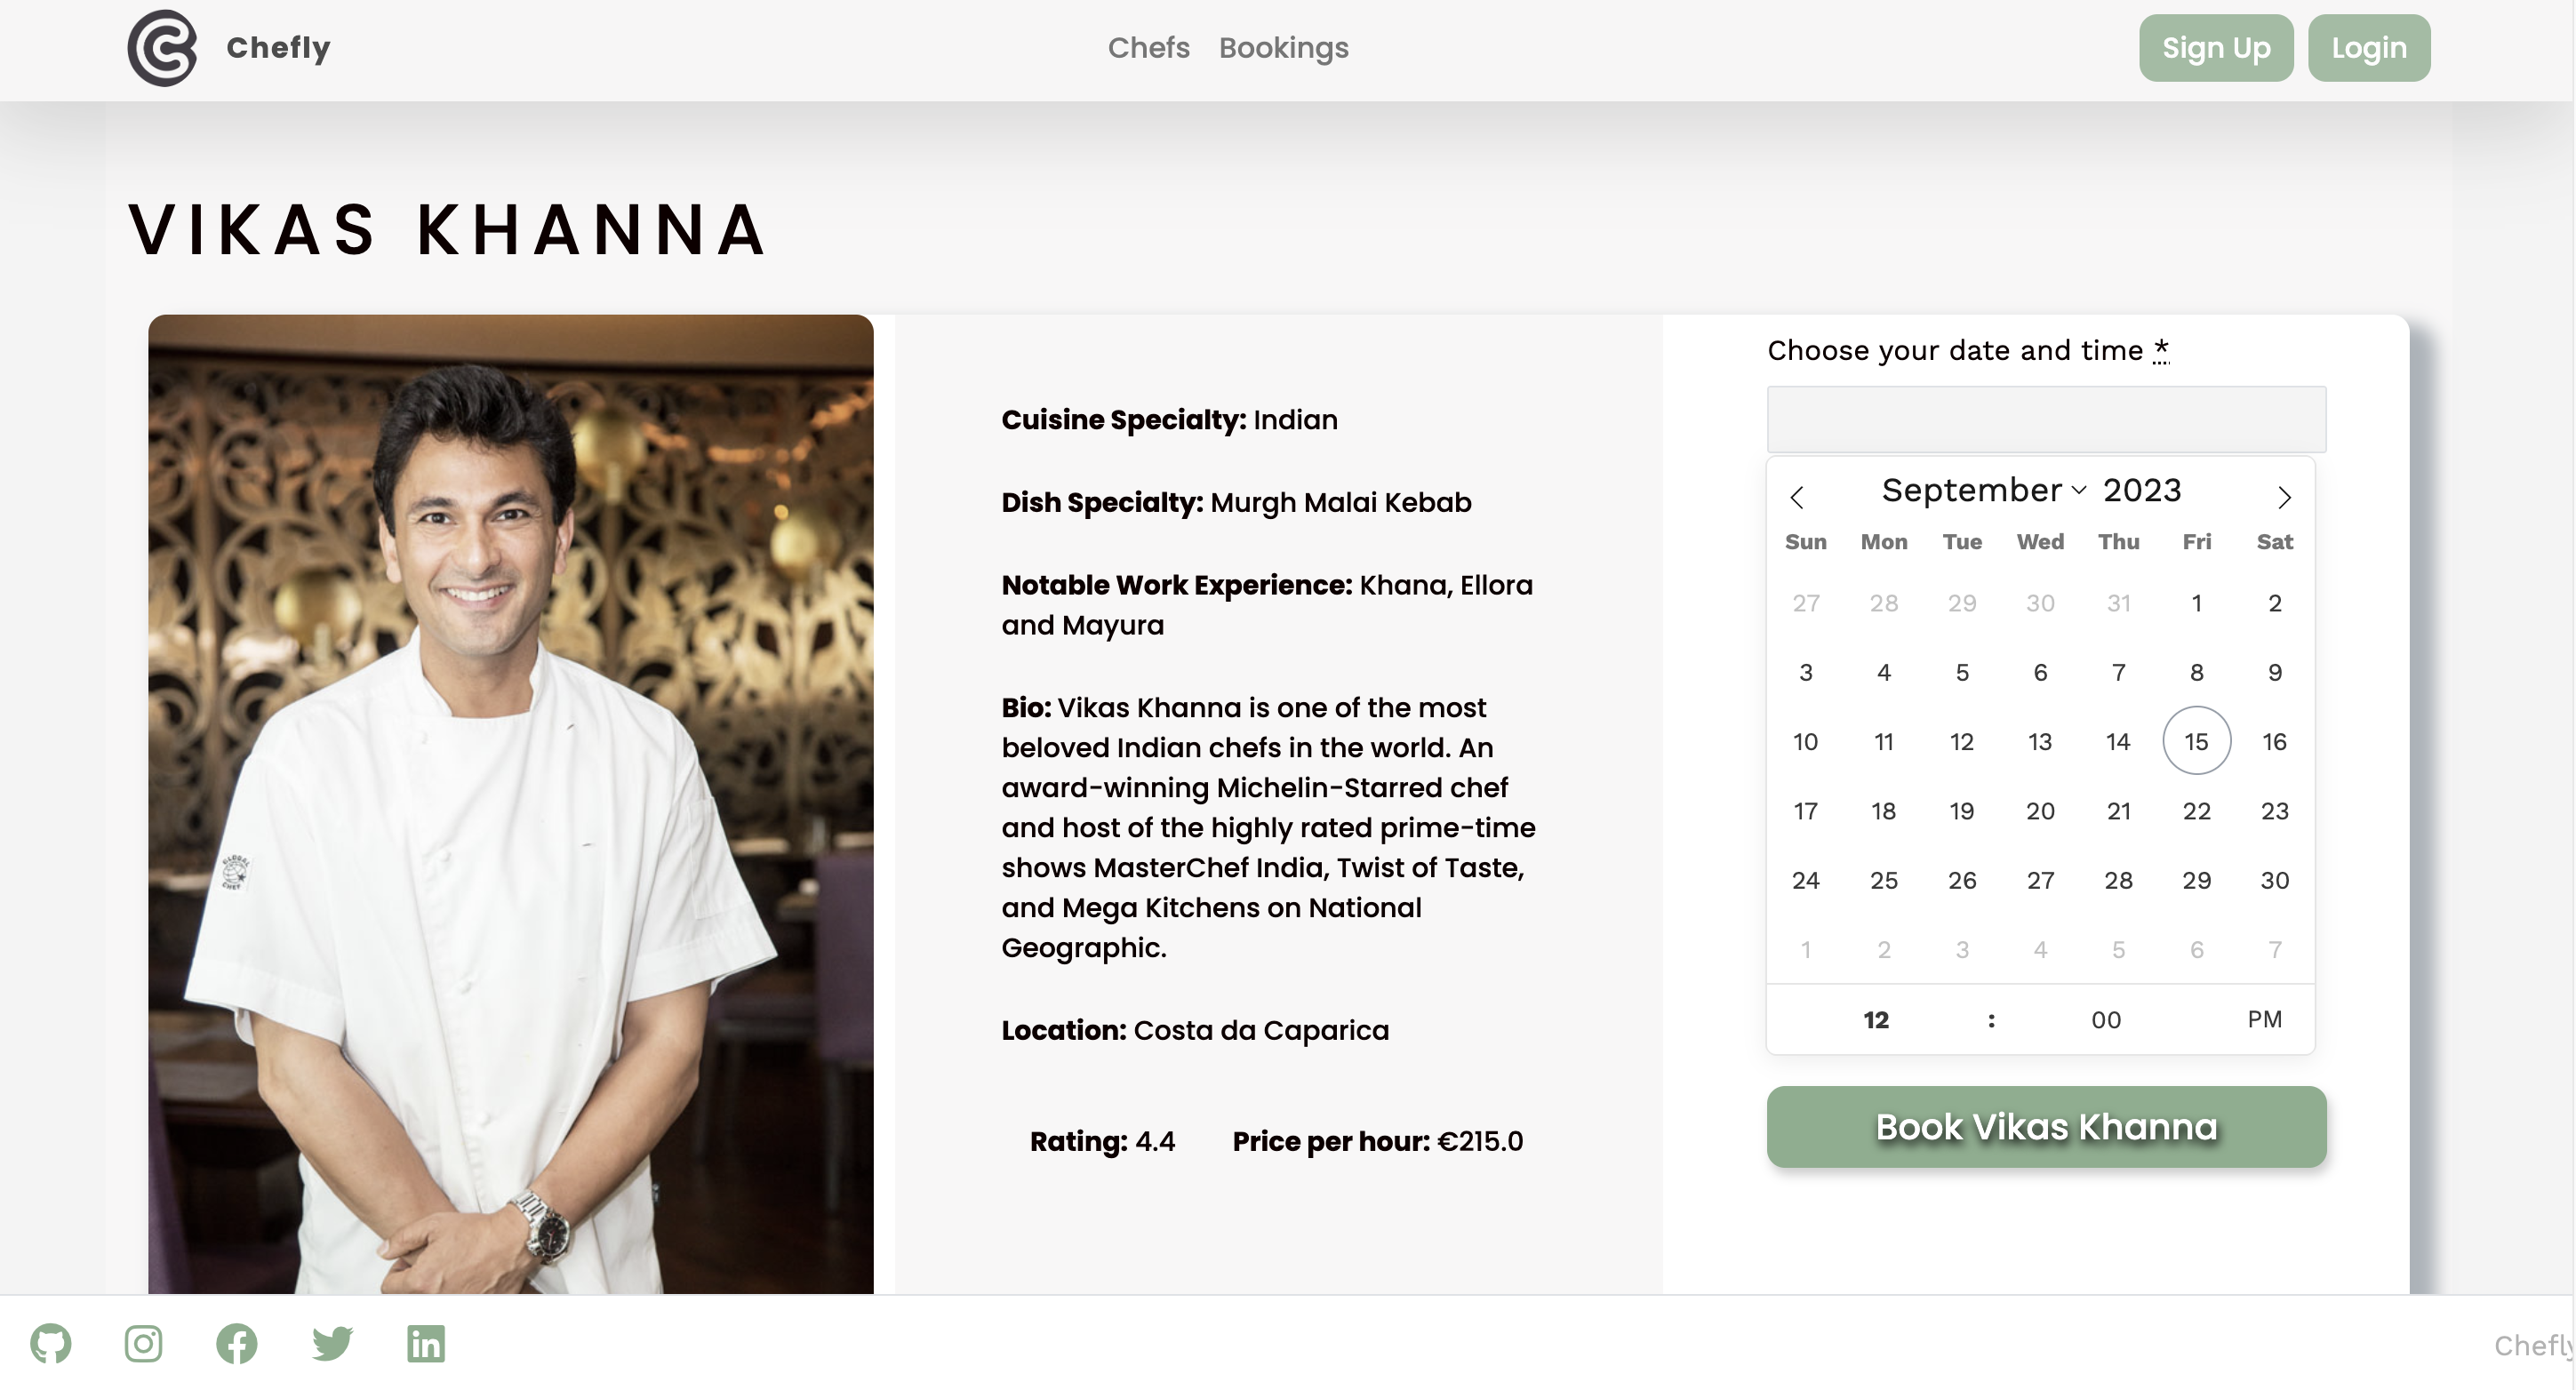 Chefly
Chefs Bookings
Sign Up Login
VIKAS KHANNA
GLOBAL
CHEF
Cuisine Specialty: Indian
Dish Specialty: Murgh Malai Kebab
Notable Work Experience: Khana, Ellora
and Mayura
Bio: Vikas Khanna is one of the most
beloved Indian chefs in the world. An
award-winning Michelin-Starred chef
and host of the highly rated prime-time
shows MasterChef India, Twist of Taste,
and Mega Kitchens on National
Geographic.
Location: Costa da Caparica
Rating: 4.4 Price per hour: €215.0
Choose your date and time *
September 2023
Sun Mon Tue Wed Thu Fri Sat
27 28 29 30 31 1 2
3 4 5 6 7 8 9
10 11 12 13 14 15 16
17 18 19 20 21 22 23
24 25 26 27 28 29 30
1 2 3 4 5 6 7
12 : 00 PM
Book Vikas Khanna
in
Chefly